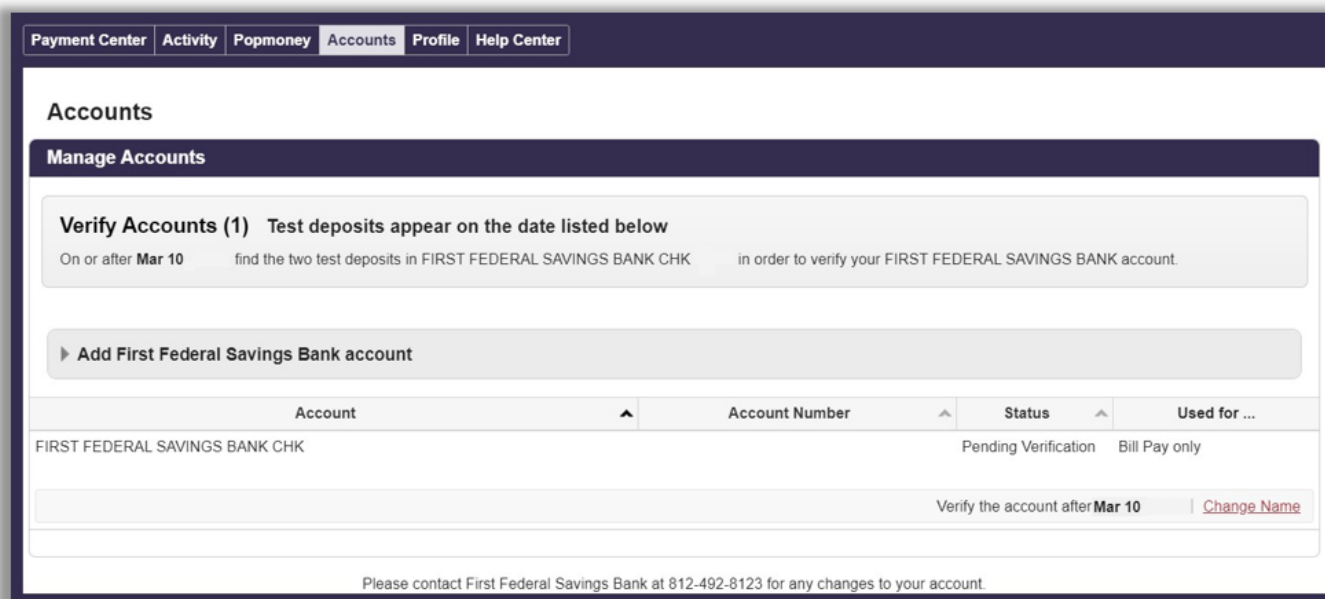 Payment Center Activity Popmoney Accounts Profile Help Center
Accounts
Manage Accounts
Verify Accounts (1) Test deposits appear on the date listed below
On or after Mar 10 find the two test deposits in FIRST FEDERAL SAVINGS BANK CHK in order to verify your FIRST FEDERAL SAVINGS BANK account.
Add First Federal Savings Bank account
Account Account Number Status Used for ...
FIRST FEDERAL SAVINGS BANK CHK Pending Verification Bill Pay only
Verify the account after Mar 10 | Change Name
Please contact First Federal Savings Bank at 812-492-8123 for any changes to your account.